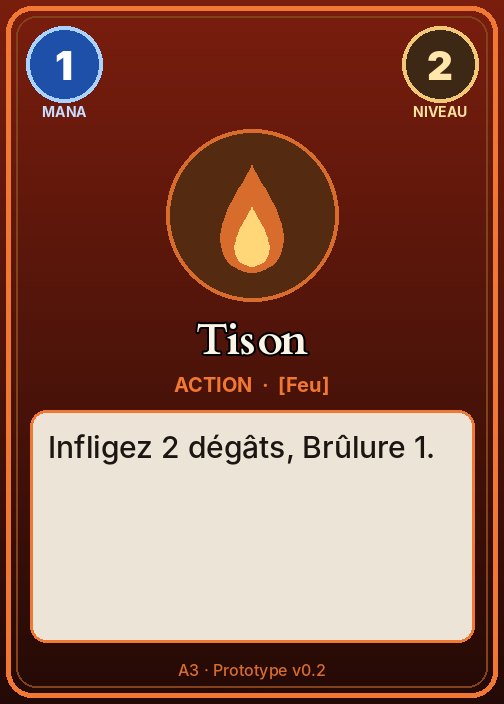 1
2
MANA
NIVEAU
Tison
ACTION · [Feu]
Infligez 2 dégâts, Brûlure 1.
A3 · Prototype v0.2